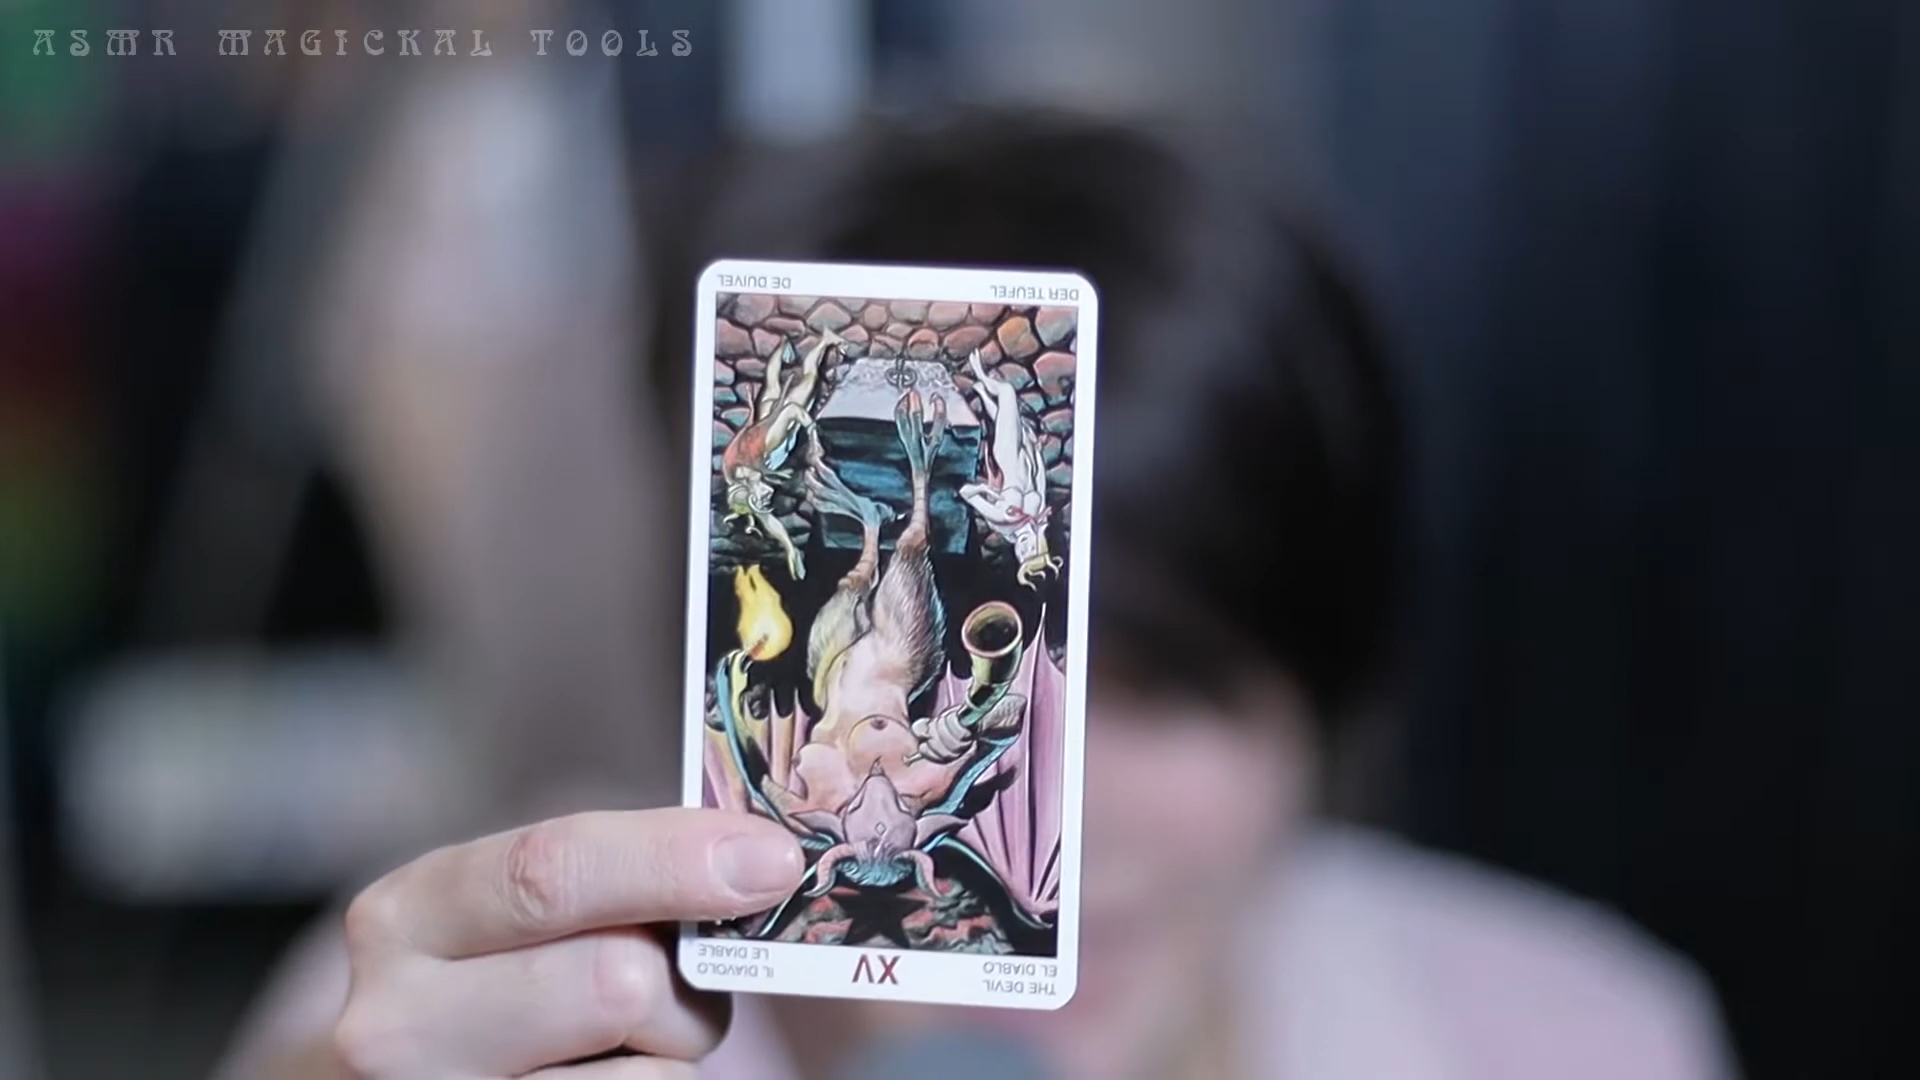 ASMR MAGICKAL TOOLS
THE DEVIL
EL DIABLO
XV
IL DIAVOLO
LE DIABLE
DER TEUFEL
DE DUIVEL